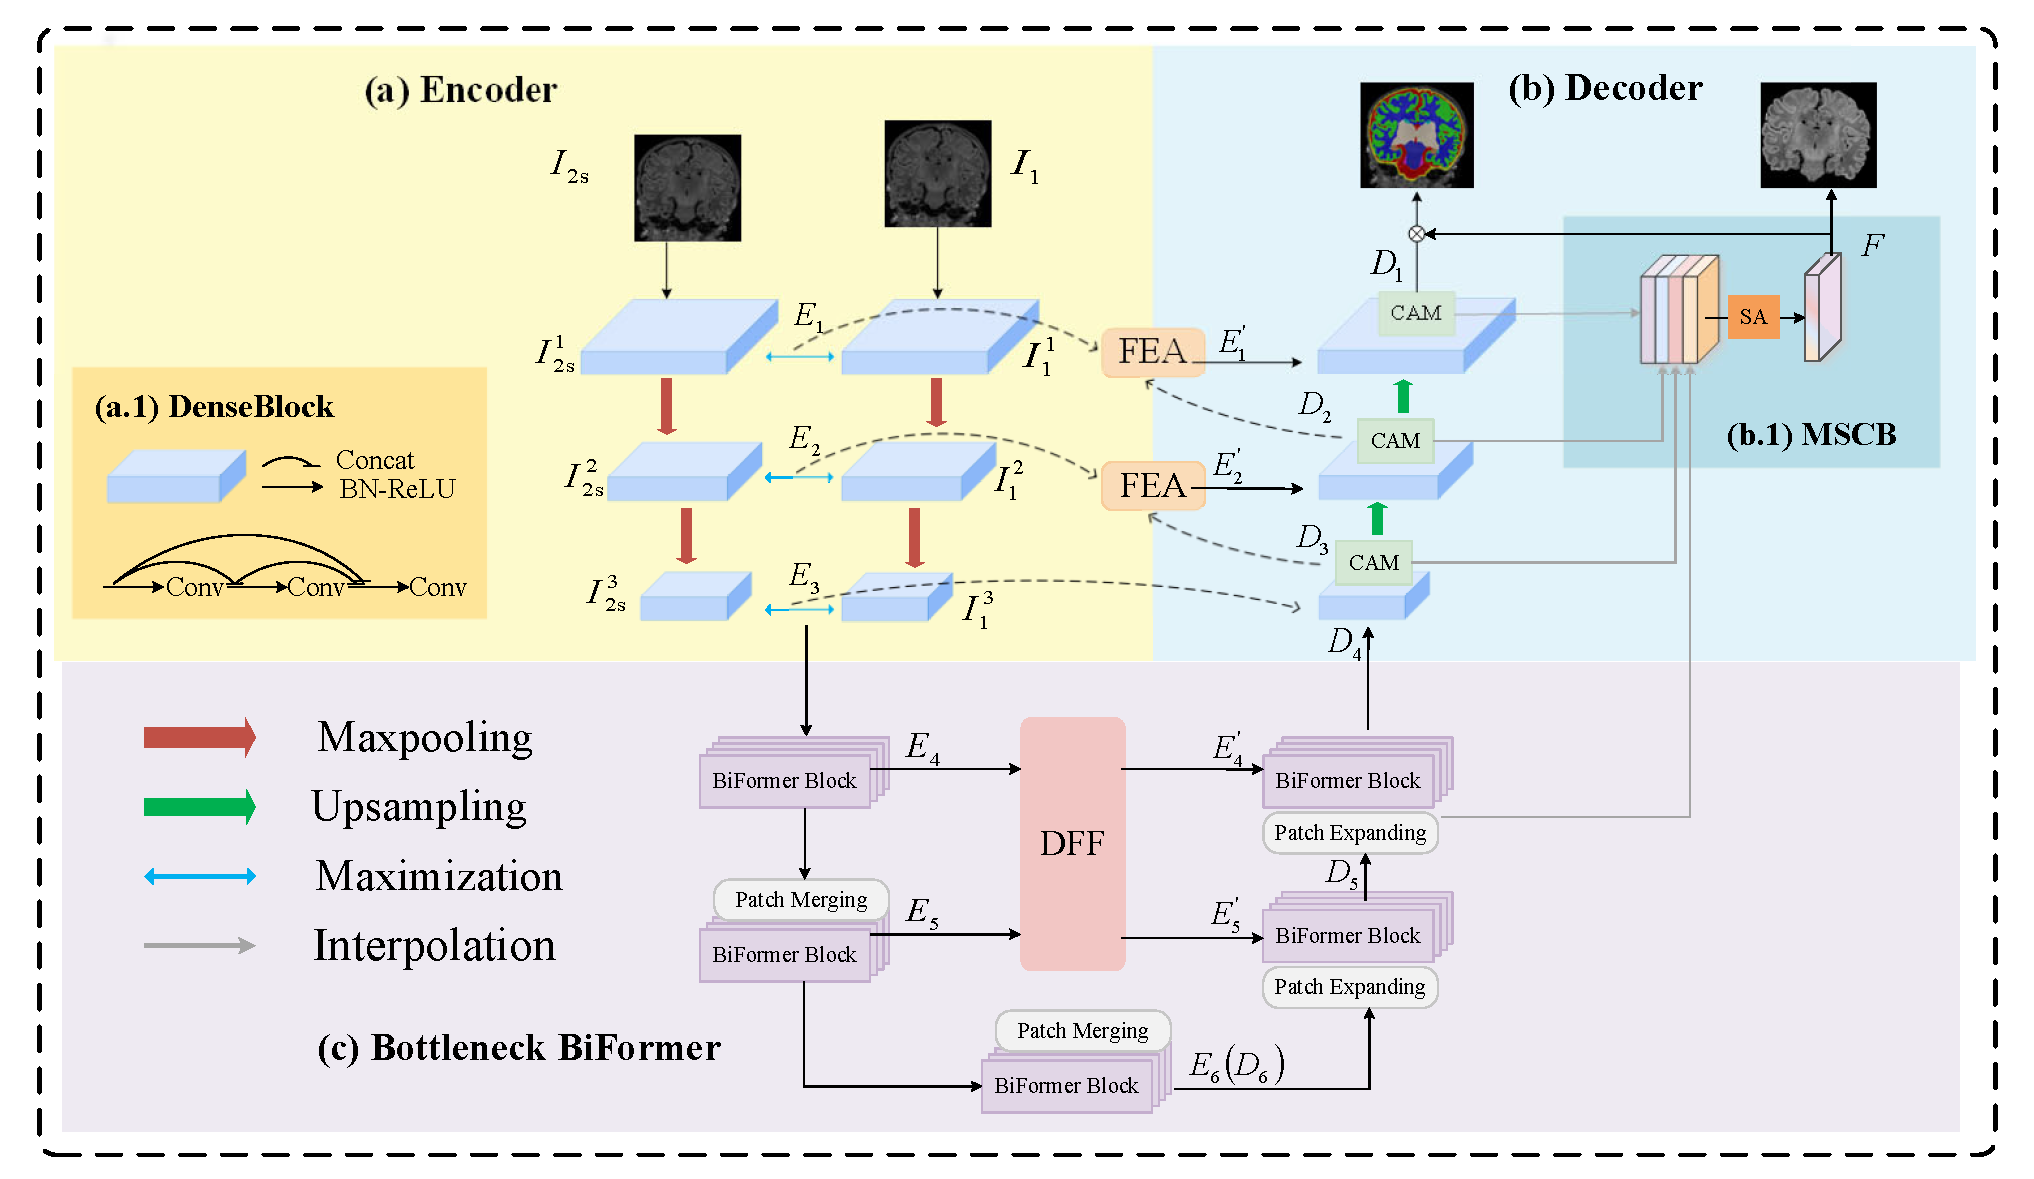 (a) Encoder
(b) Decoder
I_{2s}
I_1
D_1
F
E_1
CAM
SA
I_{2s}^1
I_1^1
FEA
E_1^'
(a.1) DenseBlock
D_2
E_2
CAM
(b.1) MSCB
Concat
BN-ReLU
I_{2s}^2
I_1^2
FEA
E_2^'
D_3
Conv
Conv
Conv
E_3
CAM
I_{2s}^3
I_1^3
D_4
Maxpooling
E_4
E_4^'
BiFormer Block
BiFormer Block
Upsampling
DFF
Patch Expanding
Maximization
D_5
Patch Merging
E_5
E_5^'
BiFormer Block
BiFormer Block
Interpolation
Patch Expanding
(c) Bottleneck BiFormer
Patch Merging
E_6(D_6)
BiFormer Block